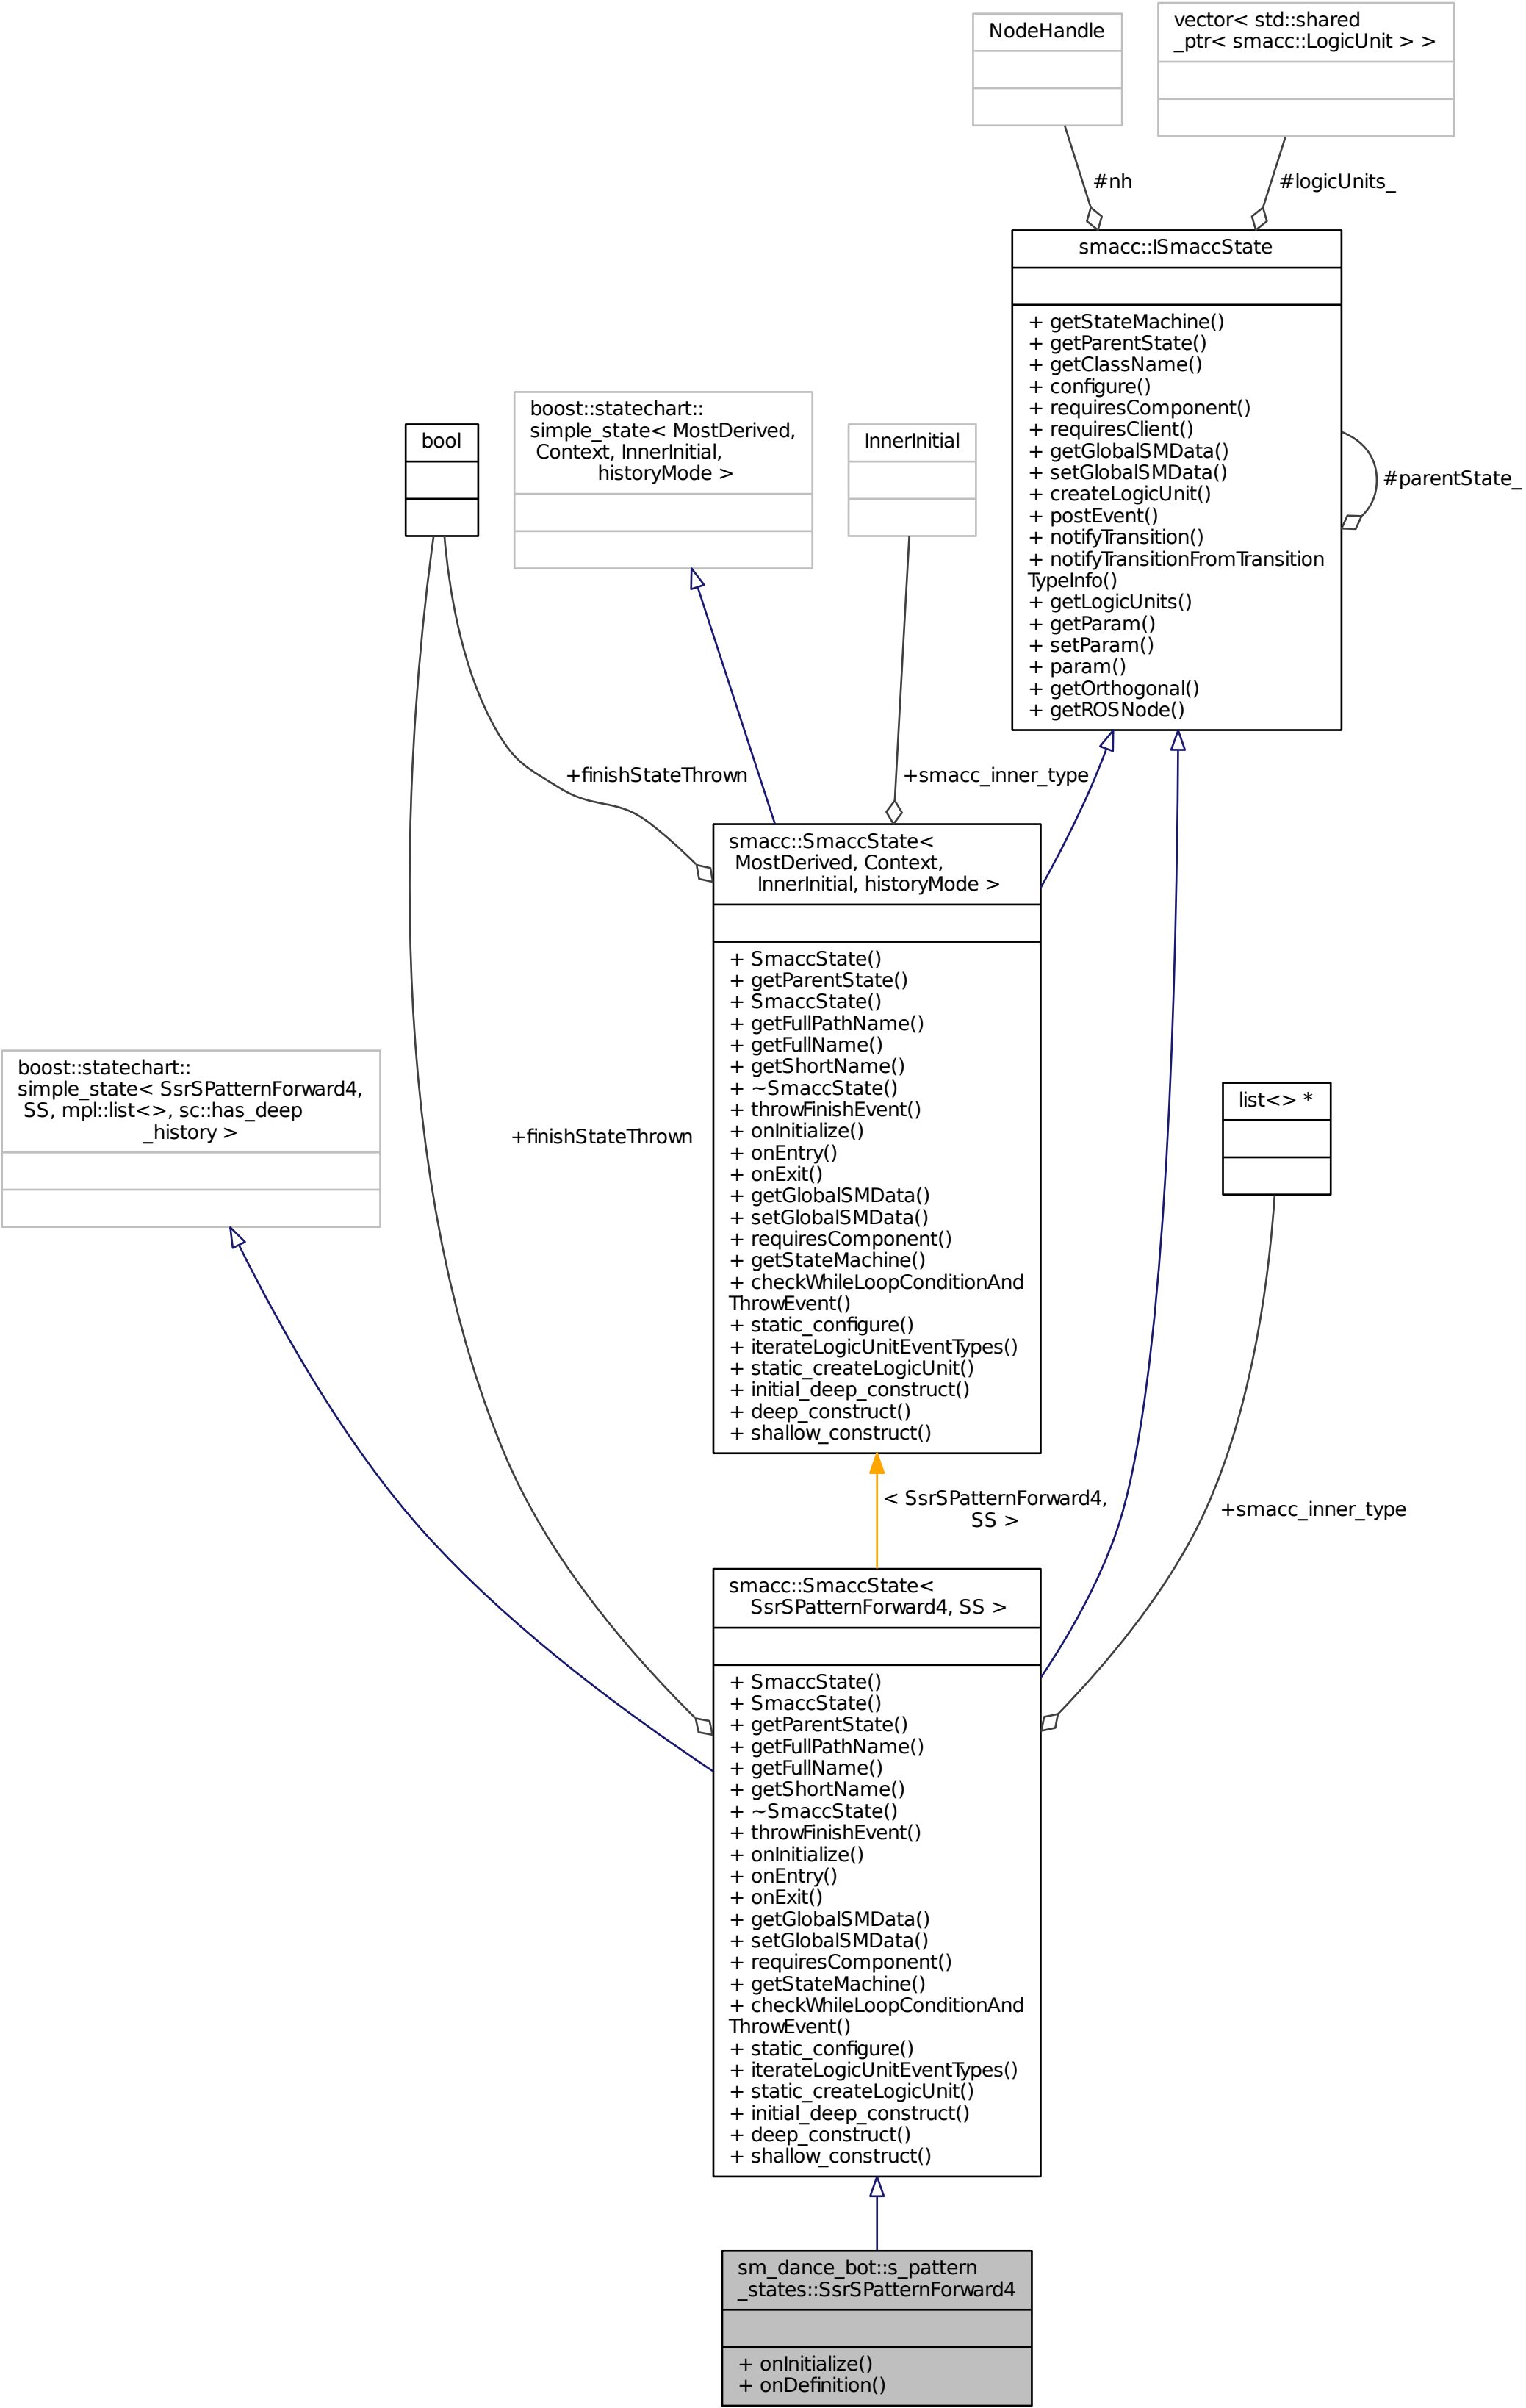 NodeHandle
vector< std::shared
_ptr< smacc::LogicUnit > >
#nh
#logicUnits_
smacc::ISmaccState
+ getStateMachine()
+ getParentState()
+ getClassName()
+ configure()
+ requiresComponent()
+ requiresClient()
+ getGlobalSMData()
+ setGlobalSMData()
+ createLogicUnit()
+ postEvent()
+ notifyTransition()
+ notifyTransitionFromTransition
TypeInfo()
+ getLogicUnits()
+ getParam()
+ setParam()
+ param()
+ getOrthogonal()
+ getROSNode()
#parentState_
bool
boost::statechart::
simple_state< MostDerived,
Context, InnerInitial,
historyMode >
InnerInitial
+finishStateThrown
+smacc_inner_type
smacc::SmaccState<
MostDerived, Context,
InnerInitial, historyMode >
+ SmaccState()
+ getParentState()
+ SmaccState()
+ getFullPathName()
+ getFullName()
+ getShortName()
+ ~SmaccState()
+ throwFinishEvent()
+ onInitialize()
+ onEntry()
+ onExit()
+ getGlobalSMData()
+ setGlobalSMData()
+ requiresComponent()
+ getStateMachine()
+ checkWhileLoopConditionAnd
ThrowEvent()
+ static_configure()
+ iterateLogicUnitEventTypes()
+ static_createLogicUnit()
+ initial_deep_construct()
+ deep_construct()
+ shallow_construct()
boost::statechart::
simple_state< SsrSPatternForward4,
SS, mpl::list<>, sc::has_deep
_history >
+finishStateThrown
list<> *
< SsrSPatternForward4,
SS >
+smacc_inner_type
smacc::SmaccState<
SsrSPatternForward4, SS >
+ SmaccState()
+ SmaccState()
+ getParentState()
+ getFullPathName()
+ getFullName()
+ getShortName()
+ ~SmaccState()
+ throwFinishEvent()
+ onInitialize()
+ onEntry()
+ onExit()
+ getGlobalSMData()
+ setGlobalSMData()
+ requiresComponent()
+ getStateMachine()
+ checkWhileLoopConditionAnd
ThrowEvent()
+ static_configure()
+ iterateLogicUnitEventTypes()
+ static_createLogicUnit()
+ initial_deep_construct()
+ deep_construct()
+ shallow_construct()
sm_dance_bot::s_pattern
_states::SsrSPatternForward4
+ onInitialize()
+ onDefinition()